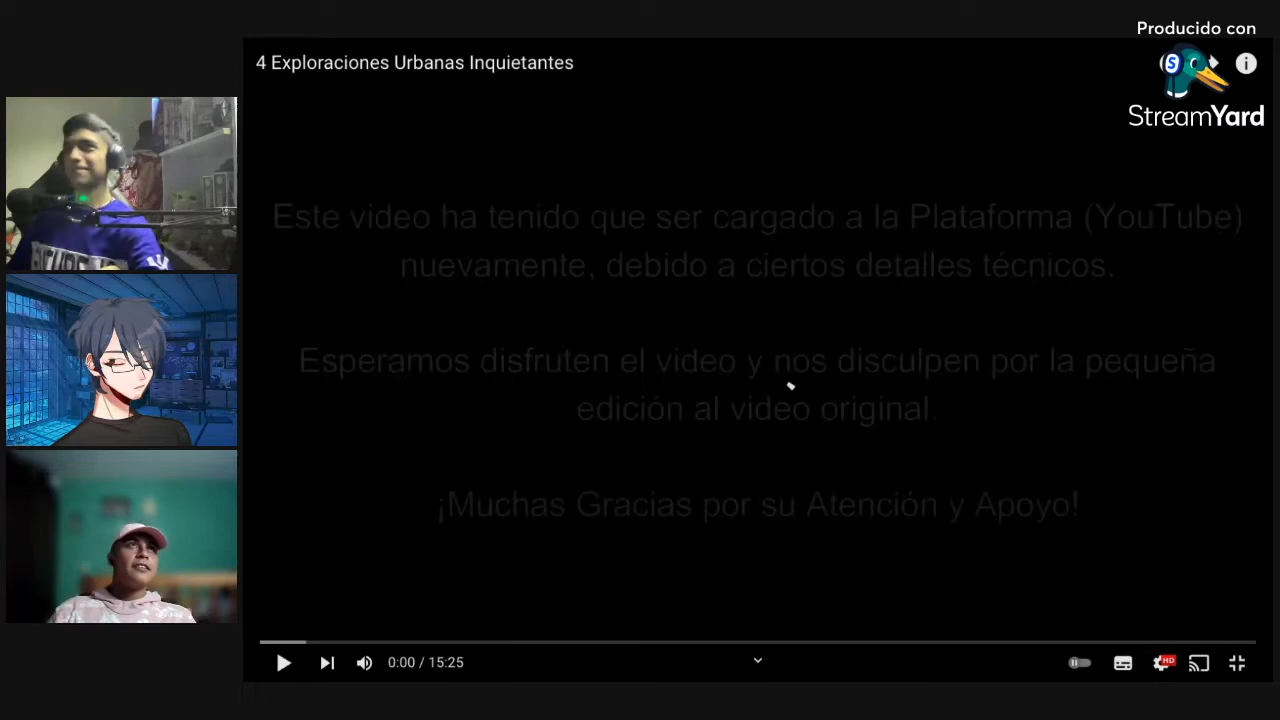 Producido con
StreamYard
4 Exploraciones Urbanas Inquietantes
Este video ha tenido que ser cargado a la Plataforma (YouTube)
nuevamente, debido a ciertos detalles técnicos.
Esperamos disfruten el video y nos disculpen por la pequeña
edición al video original.
¡Muchas Gracias por su Atención y Apoyo!
0:00 / 15:25
HD